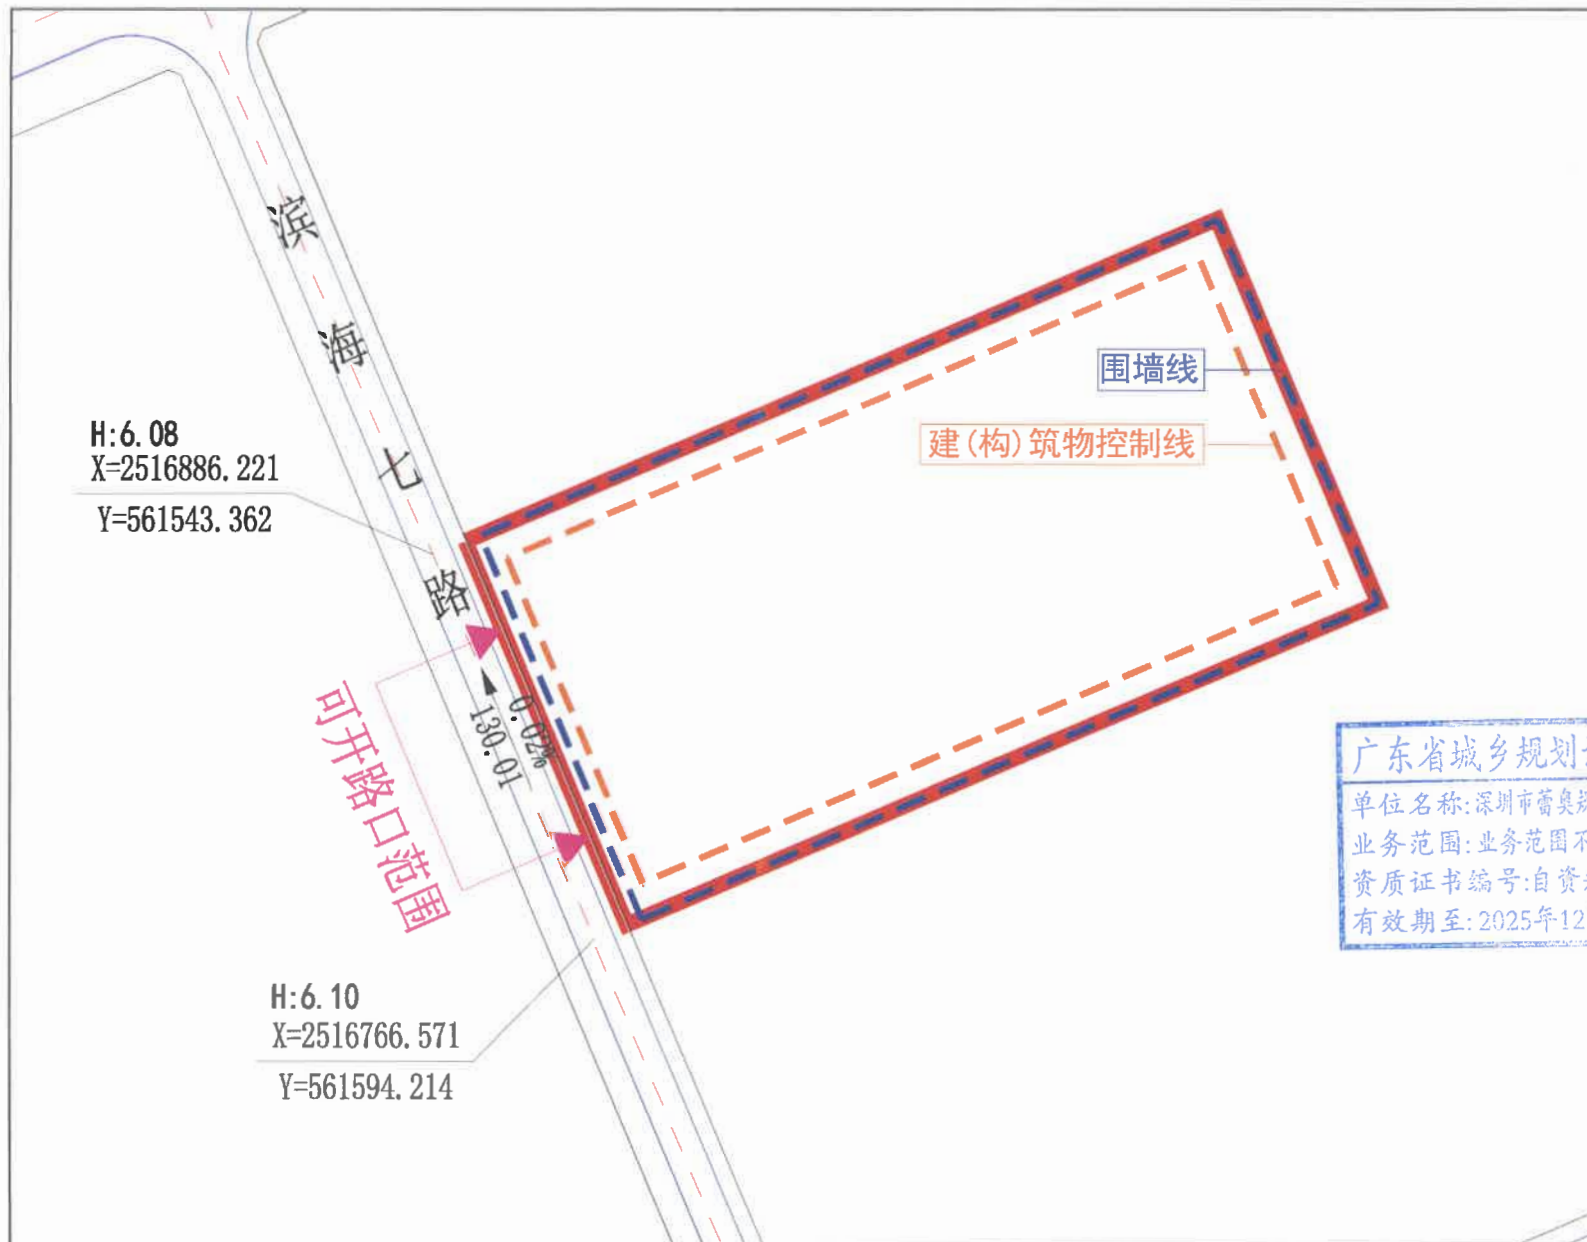 滨海七路
围墙线
建(构)筑物控制线
H:6.08
X=2516886.221
Y=561543.362
0.02%
130.01
可开路口范围
H:6.10
X=2516766.571
Y=561594.214
广东省城乡规划
单位名称:深圳市蕾奥
业务范围:业务范围不
资质证书编号:自资
有效期至:2025年12